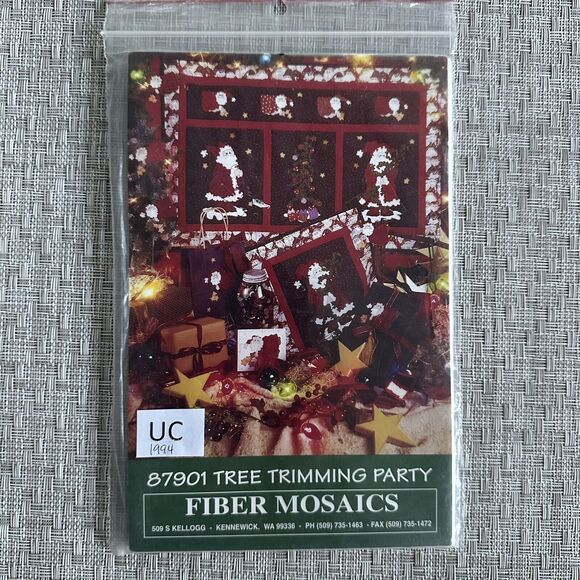 UC
1994
87901 TREE TRIMMING PARTY
FIBER MOSAICS
509 S KELLOGG - KENNEWICK, WA 99336 - PH (509) 735-1463 - FAX (509) 735-1472